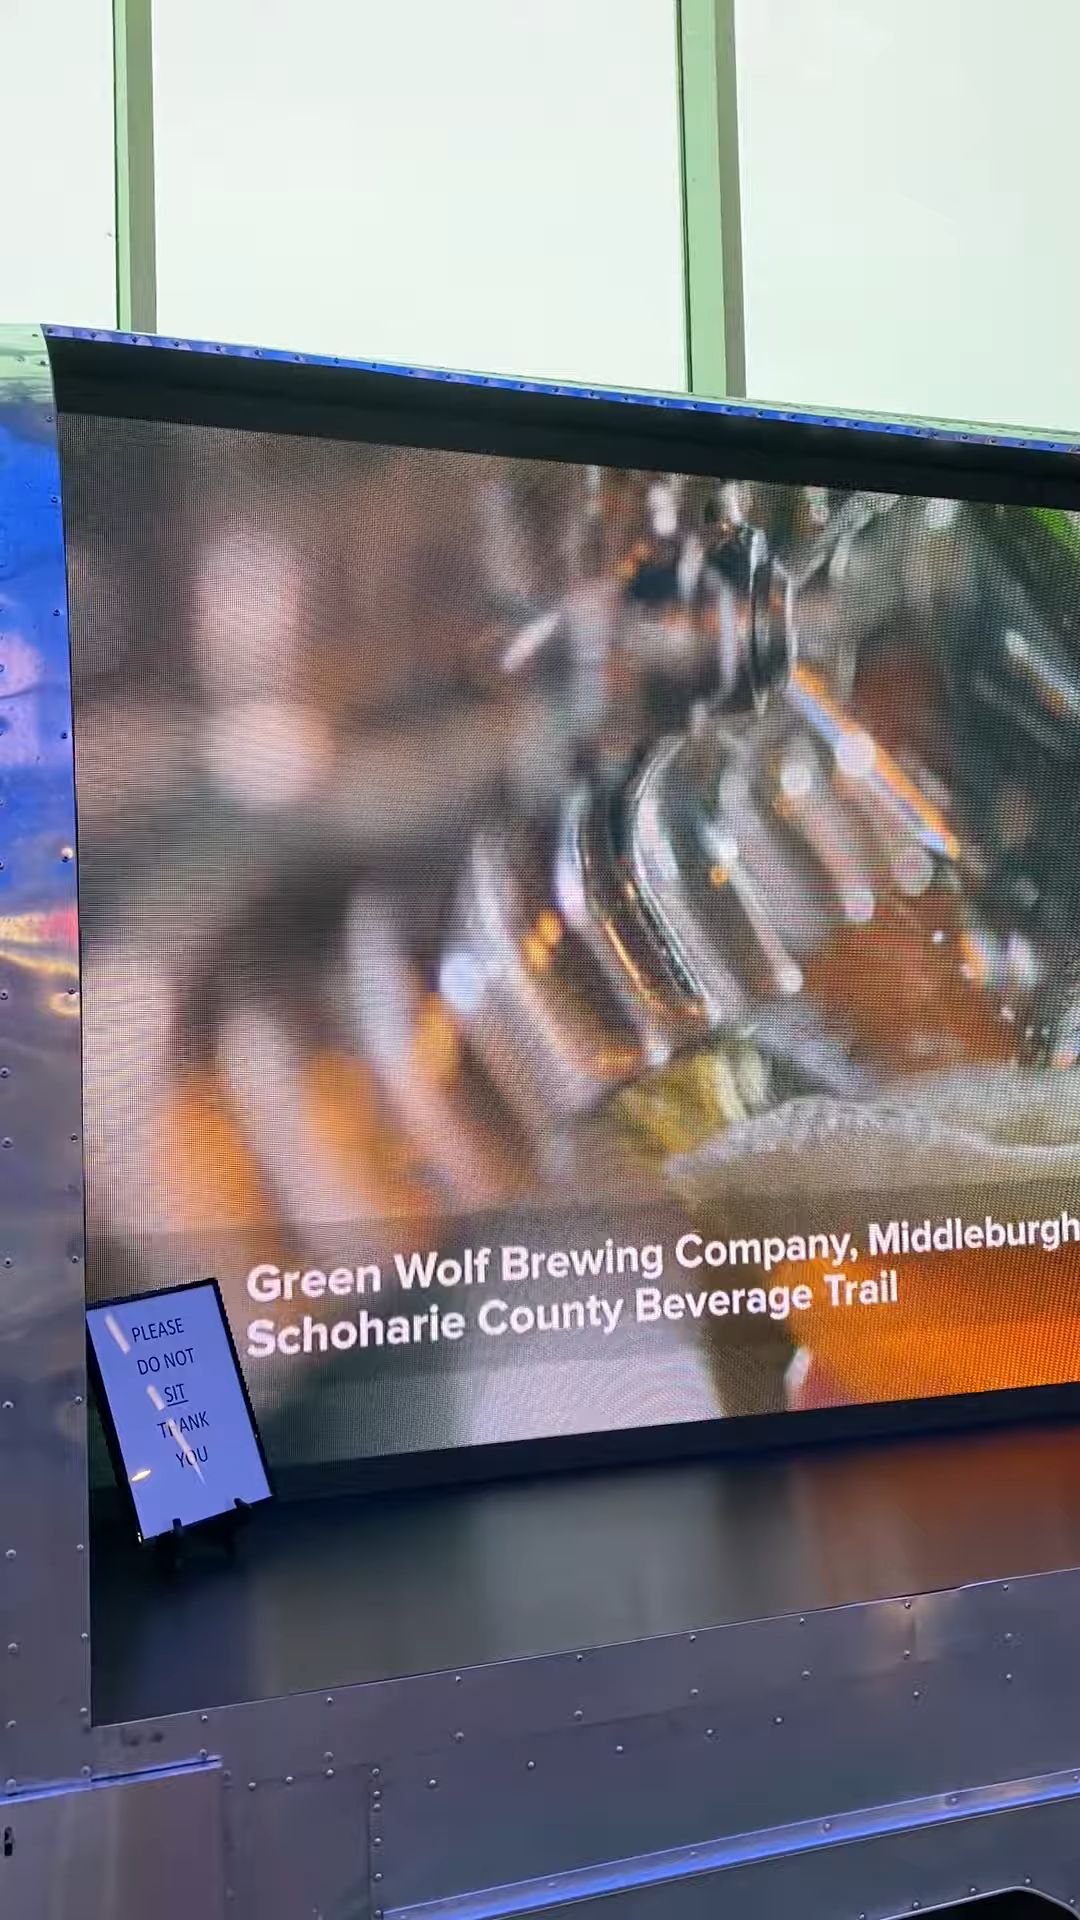 Green Wolf Brewing Company, Middleburgh
Schoharie County Beverage Trail
PLEASE
DO NOT
SIT
THANK
YOU